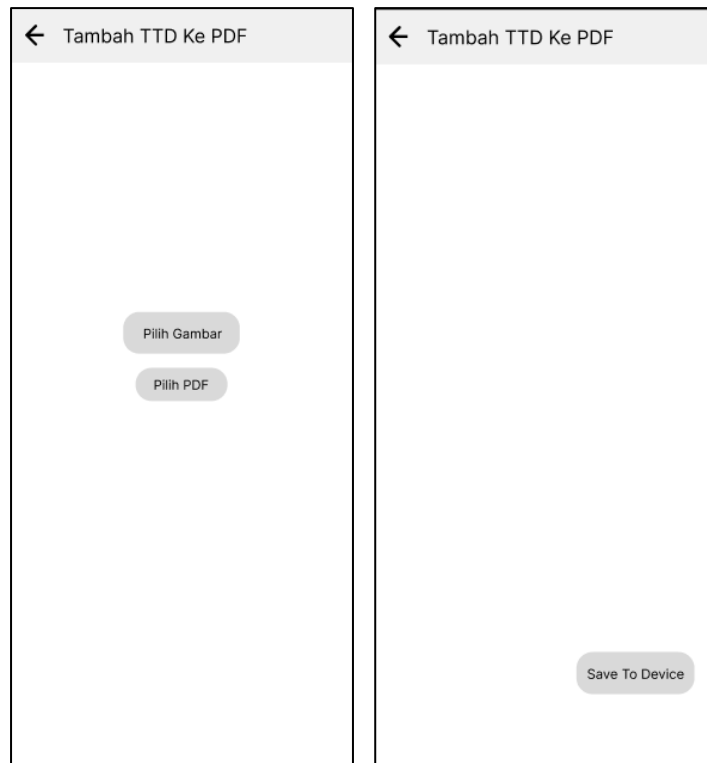 Tambah TTD Ke PDF
Pilih Gambar
Pilih PDF
Tambah TTD Ke PDF
Save To Device